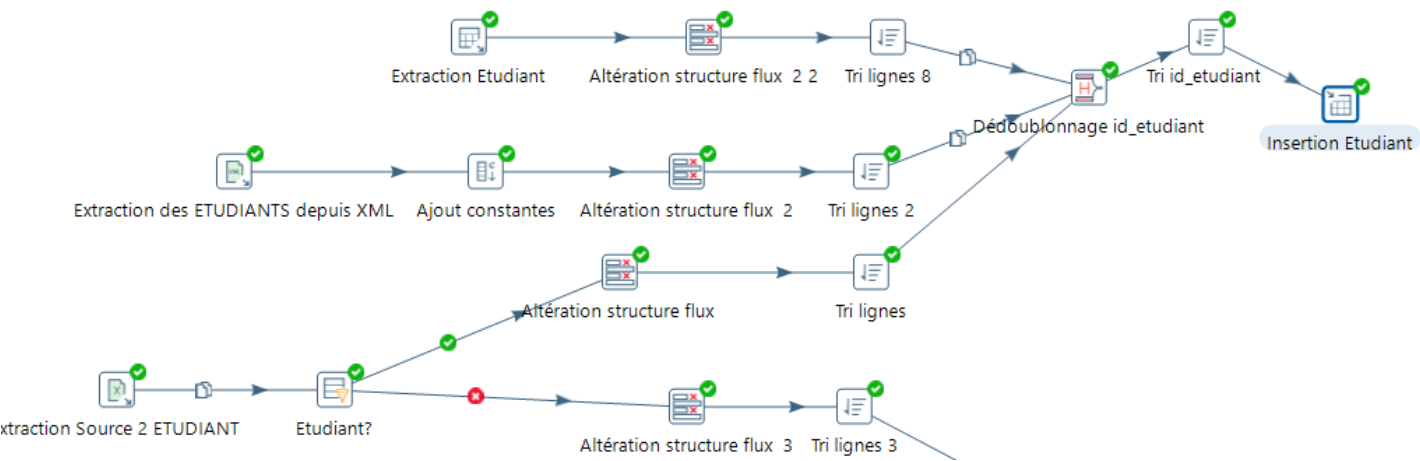 Extraction Etudiant
Altération structure flux 2 2
Tri lignes 8
Tri id_etudiant
Dédoublonnage id_etudiant
Insertion Etudiant
Extraction des ETUDIANTS depuis XML
Ajout constantes
Altération structure flux 2
Tri lignes 2
Altération structure flux
Tri lignes
xtraction Source 2 ETUDIANT
Etudiant?
Altération structure flux 3
Tri lignes 3